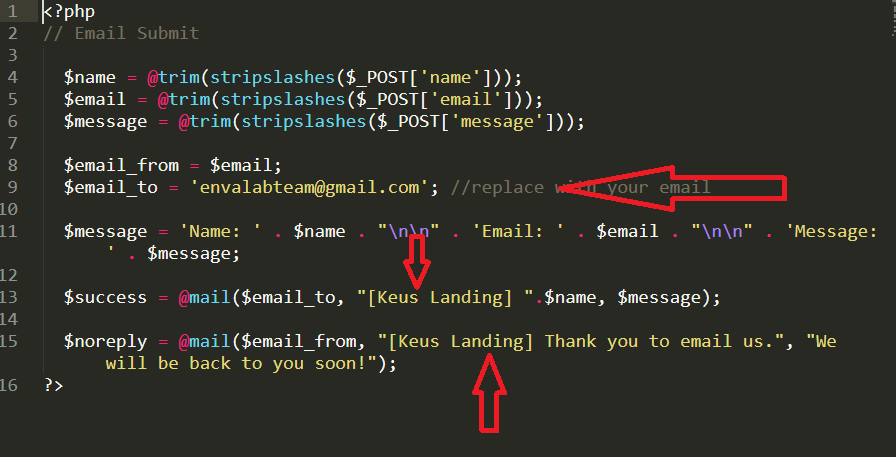 1 <?php
2 // Email Submit
3
4 $name = @trim(stripslashes($_POST['name']));
5 $email = @trim(stripslashes($_POST['email']));
6 $message = @trim(stripslashes($_POST['message']));
7
8 $email_from = $email;
9 $email_to = 'envalabteam@gmail.com'; //replace with your email
10
11 $message = 'Name: ' . $name . "\n\n" . 'Email: ' . $email . "\n\n" . 'Message:
' . $message;
12
13 $success = @mail($email_to, "[Keus Landing] ".$name, $message);
14
15 $noreply = @mail($email_from, "[Keus Landing] Thank you to email us.", "We
will be back to you soon!");
16 ?>